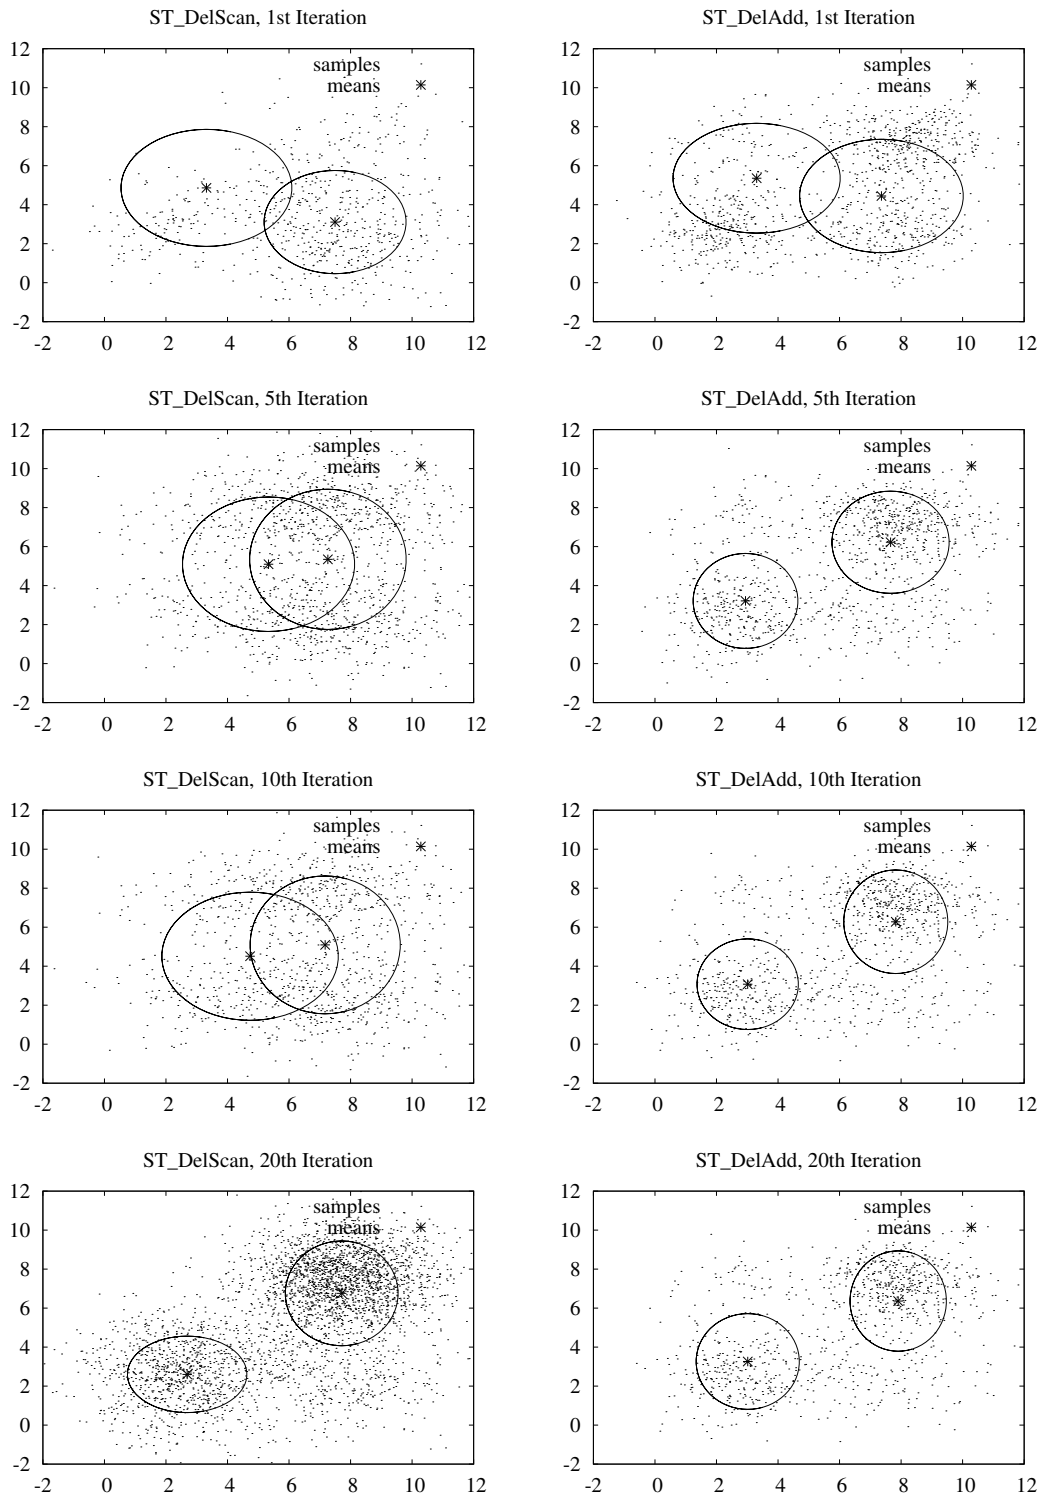 ST_DelScan, 1st Iteration
12
10
8
6
4
2
0
-2
samples
means
-2 0 2 4 6 8 10 12
ST_DelAdd, 1st Iteration
12
10
8
6
4
2
0
-2
samples
means
-2 0 2 4 6 8 10 12
ST_DelScan, 5th Iteration
12
10
8
6
4
2
0
-2
samples
means
-2 0 2 4 6 8 10 12
ST_DelAdd, 5th Iteration
12
10
8
6
4
2
0
-2
samples
means
-2 0 2 4 6 8 10 12
ST_DelScan, 10th Iteration
12
10
8
6
4
2
0
-2
samples
means
-2 0 2 4 6 8 10 12
ST_DelAdd, 10th Iteration
12
10
8
6
4
2
0
-2
samples
means
-2 0 2 4 6 8 10 12
ST_DelScan, 20th Iteration
12
10
8
6
4
2
0
-2
samples
means
-2 0 2 4 6 8 10 12
ST_DelAdd, 20th Iteration
12
10
8
6
4
2
0
-2
samples
means
-2 0 2 4 6 8 10 12